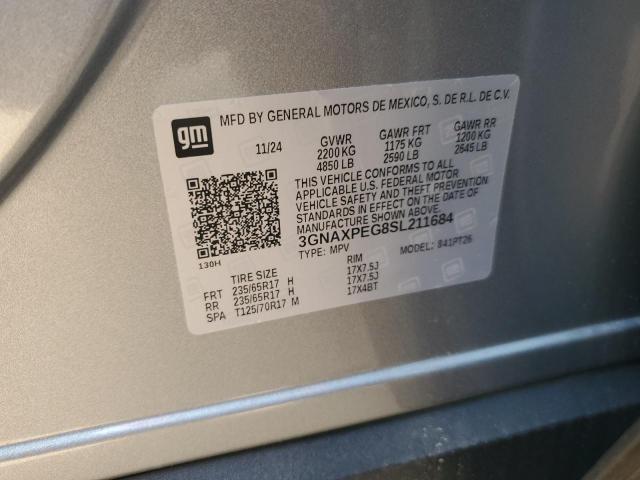 gm
MFD BY GENERAL MOTORS DE MEXICO, S. DE R.L. DE C.V.
11/24 GVWR GAWR FRT GAWR RR
2200 KG 1175 KG 1200 KG
4850 LB 2590 LB 2645 LB
THIS VEHICLE CONFORMS TO ALL
APPLICABLE U.S. FEDERAL MOTOR
VEHICLE SAFETY AND THEFT PREVENTION
STANDARDS IN EFFECT ON THE DATE OF
MANUFACTURE SHOWN ABOVE.
3GNAXPEG8SL211684
TYPE: MPV MODEL: 841PT26
130H
TIRE SIZE RIM
FRT 235/65R17 H 17X7.5J
RR 235/65R17 H 17X7.5J
SPA T125/70R17 M 17X4BT